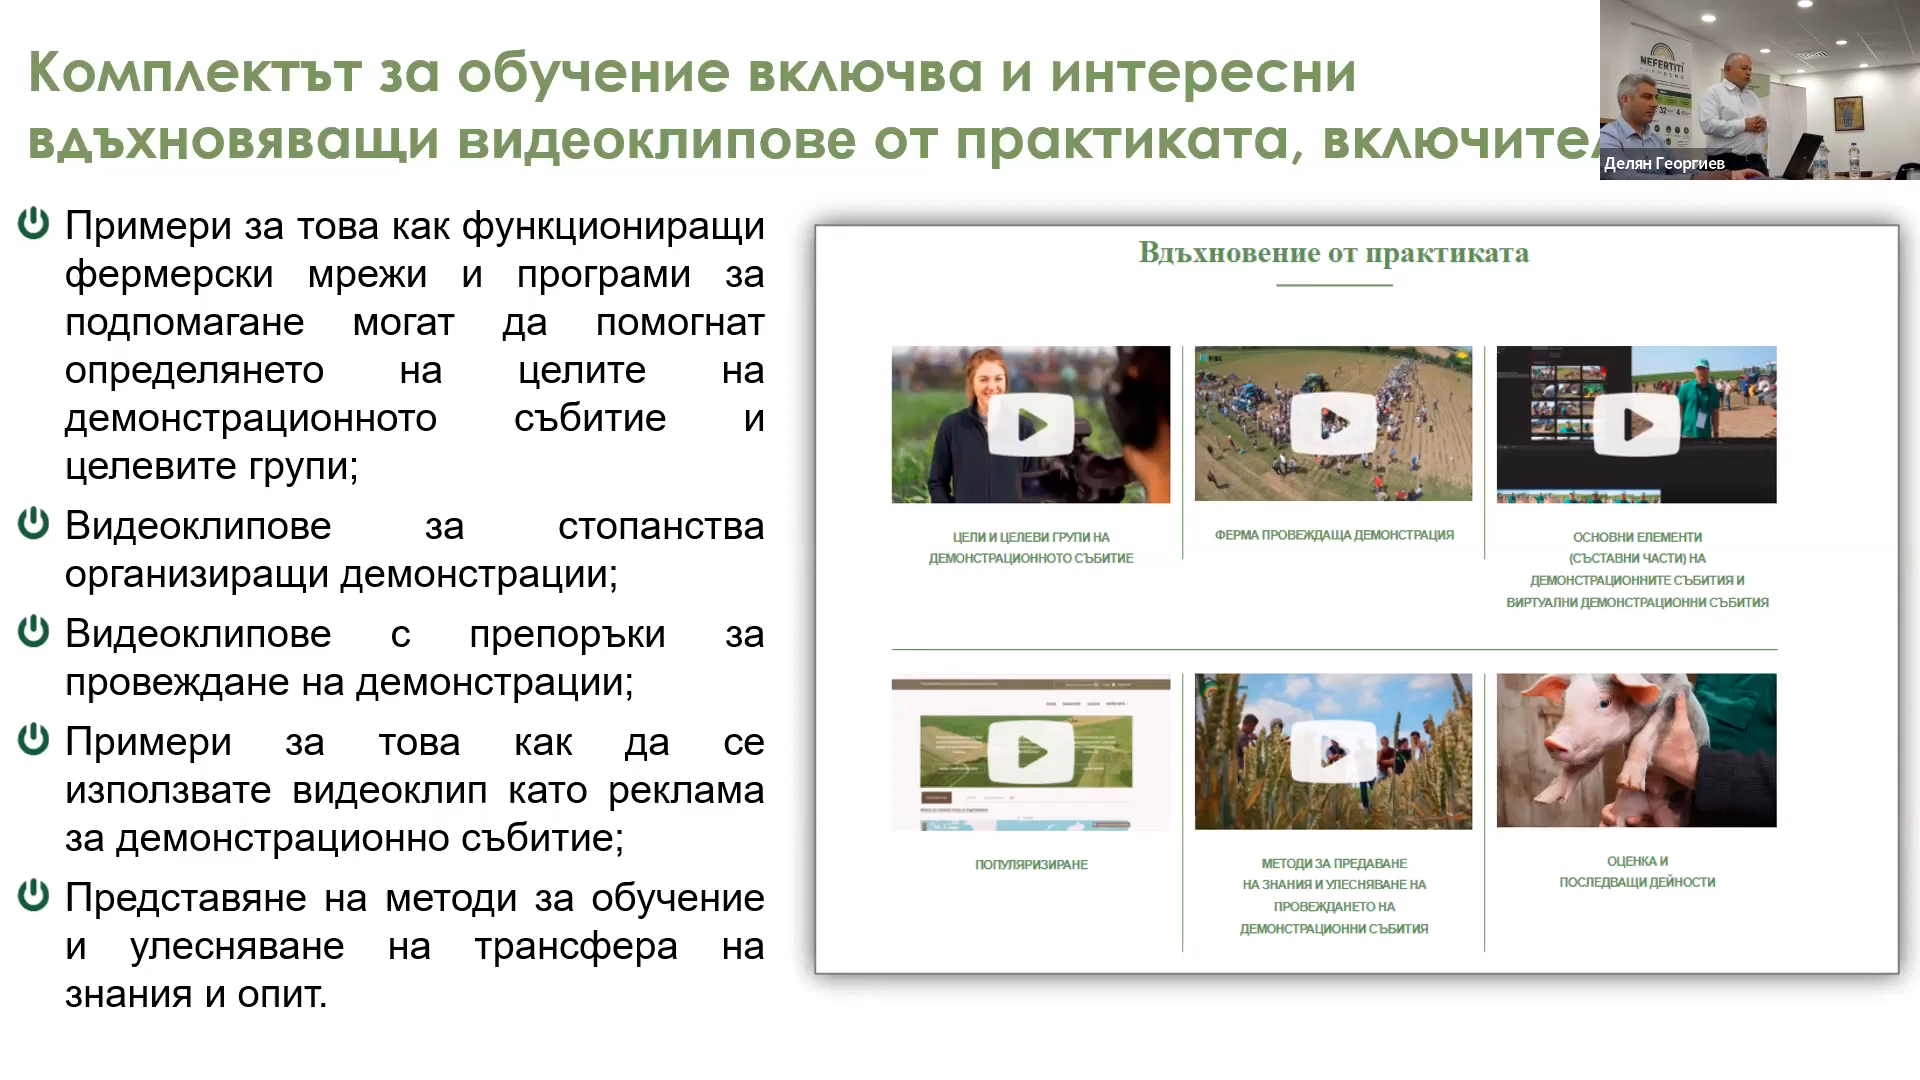 Комплектът за обучение включва и интересни
вдъхновяващи видеоклипове от практиката, включител
NEFERTITI
Делян Георгиев
Примери за това как функциониращи
фермерски мрежи и програми за
подпомагане могат да помогнат
определянето на целите на
демонстрационното събитие и
целевите групи;
Видеоклипове за стопанства
организиращи демонстрации;
Видеоклипове с препоръки за
провеждане на демонстрации;
Примери за това как да се
използвате видеоклип като реклама
за демонстрационно събитие;
Представяне на методи за обучение
и улесняване на трансфера на
знания и опит.
Вдъхновение от практиката
ЦЕЛИ И ЦЕЛЕВИ ГРУПИ НА
ДЕМОНСТРАЦИОННОТО СЪБИТИЕ
ФЕРМА ПРОВЕЖДАЩА ДЕМОНСТРАЦИЯ
ОСНОВНИ ЕЛЕМЕНТИ
(СЪСТАВНИ ЧАСТИ) НА
ДЕМОНСТРАЦИОННИТЕ СЪБИТИЯ И
ВИРТУАЛНИ ДЕМОНСТРАЦИОННИ СЪБИТИЯ
ПОПУЛЯРИЗИРАНЕ
МЕТОДИ ЗА ПРЕДАВАНЕ
НА ЗНАНИЯ И УЛЕСНЯВАНЕ НА
ПРОВЕЖДАНЕТО НА
ДЕМОНСТРАЦИОННИ СЪБИТИЯ
ОЦЕНКА И
ПОСЛЕДВАЩИ ДЕЙНОСТИ